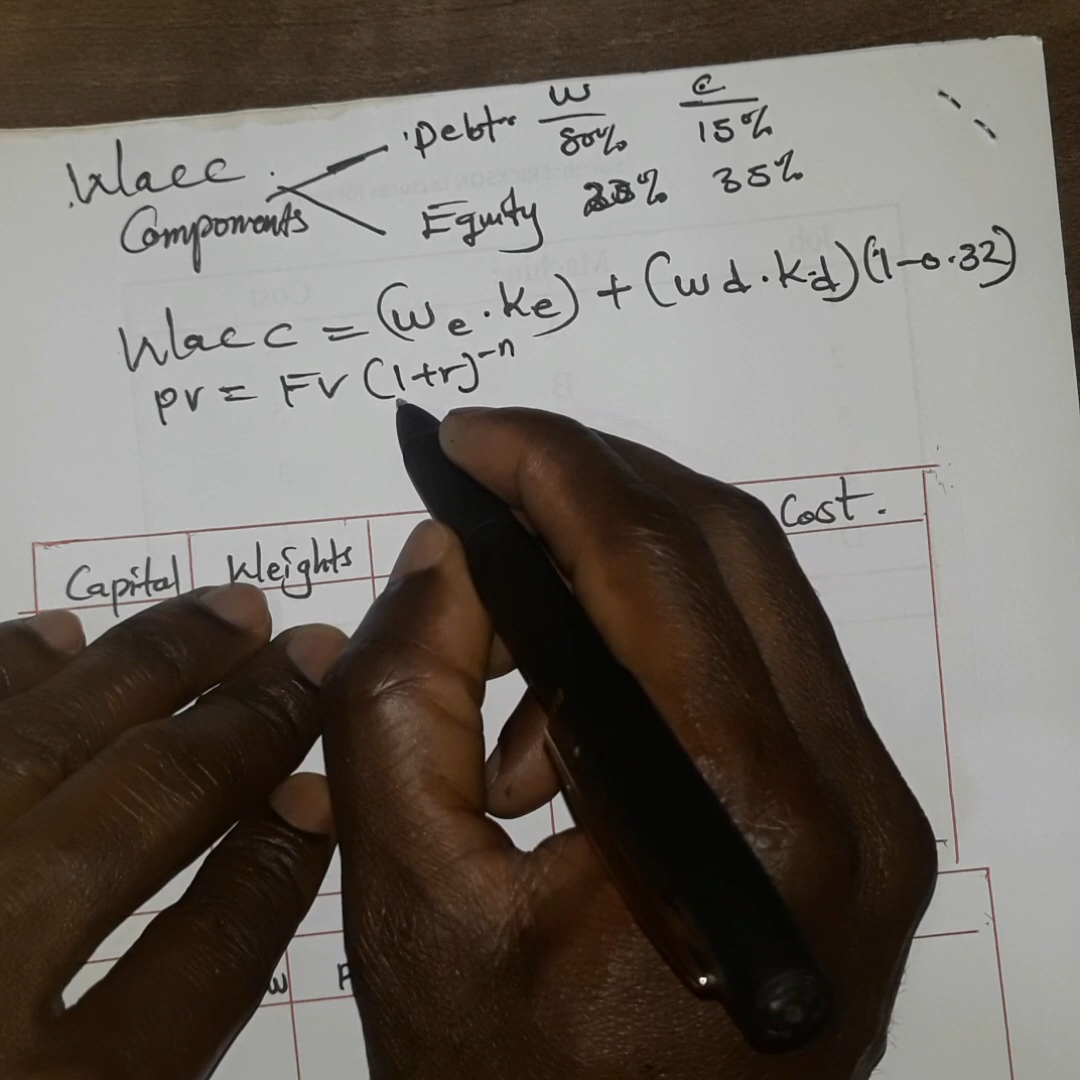 W C
Debt 80% 15%
Wacc.
Components
Equity % 35%
Wacc = (we.ke) + (wd.kd)(1-0.32)
pv = FV (1+r)^-n
Capital Weights Cost.
W F